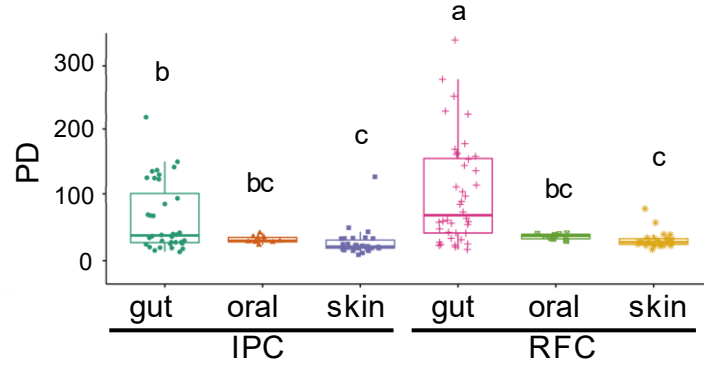 a
300
b
200
c
c
PD
bc
bc
100
0
gut oral skin gut oral skin
IPC RFC